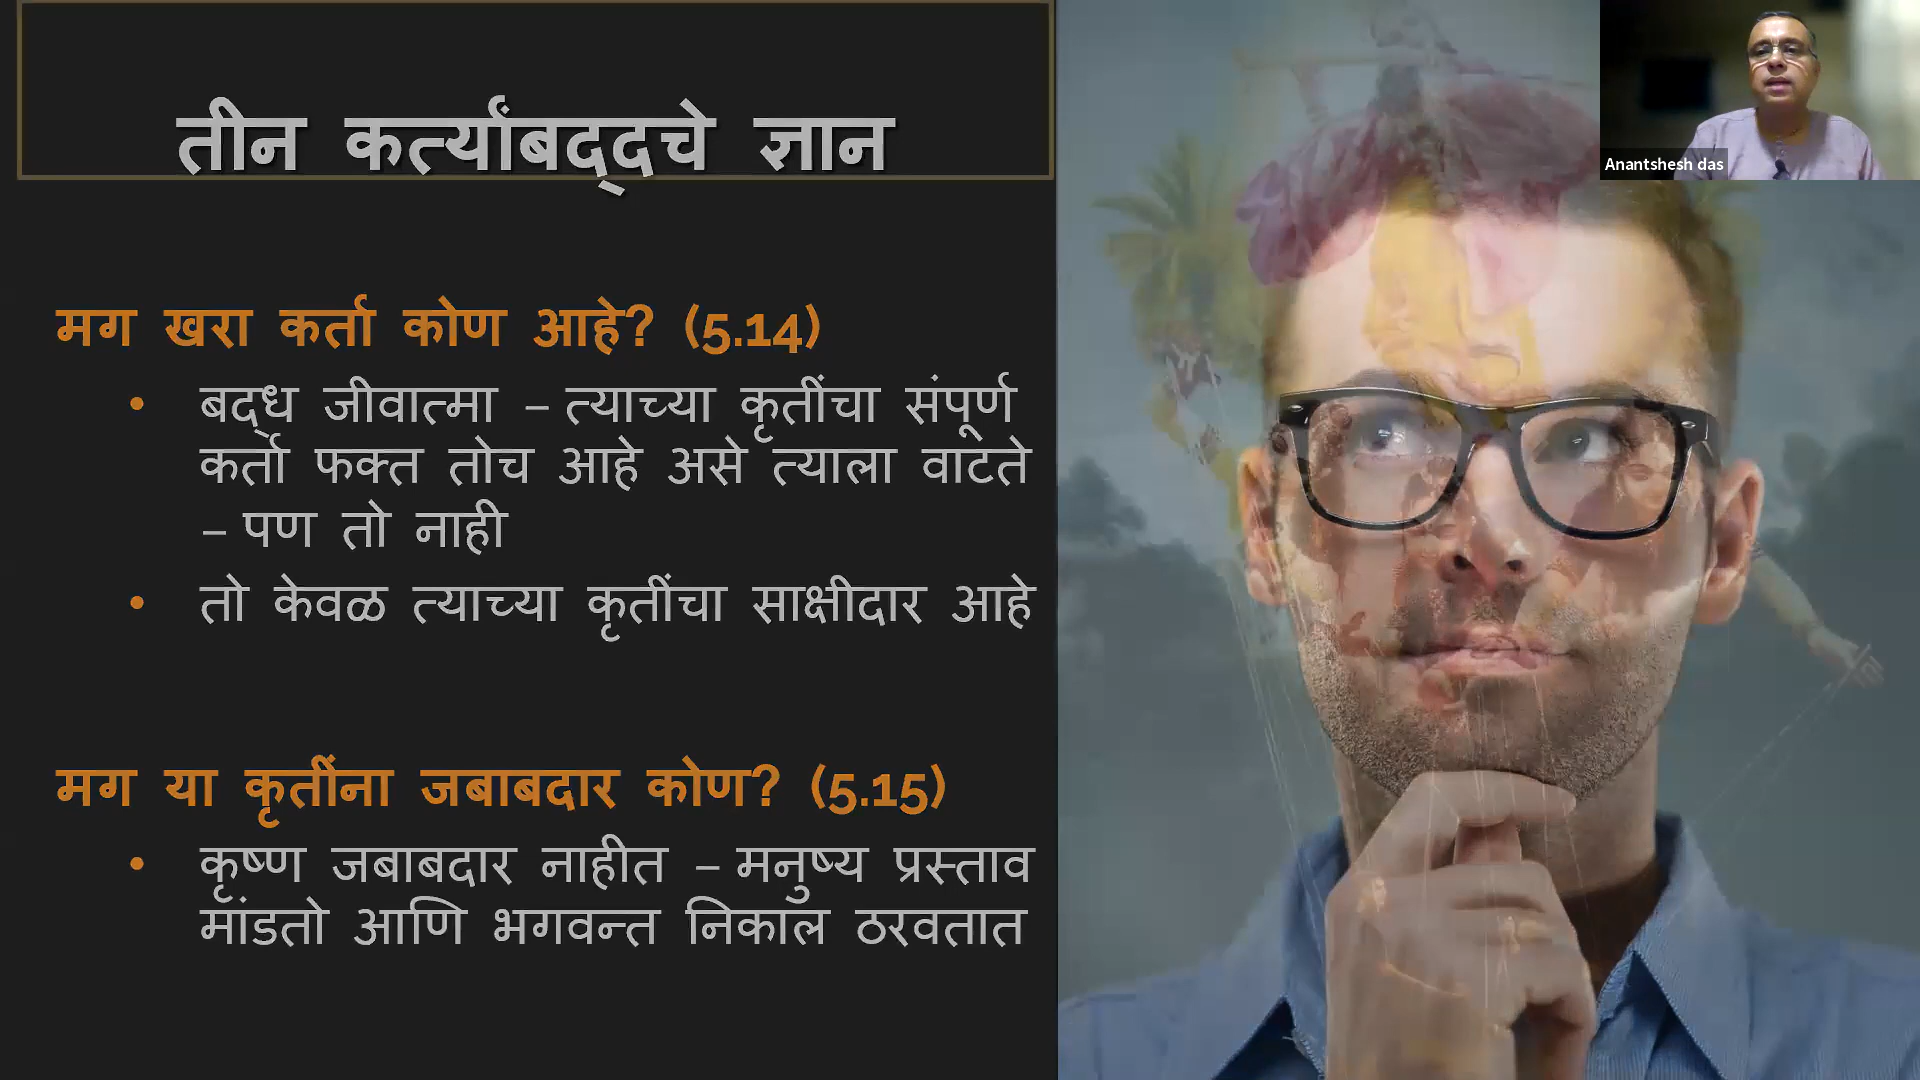 तीन कर्त्यांबद्दचे ज्ञान
Anantshesh das
मग खरा कर्ता कोण आहे? (5.14)
• बद्ध जीवात्मा – त्याच्या कृतींचा संपूर्ण
कर्ता फक्त तोच आहे असे त्याला वाटते
– पण तो नाही
• तो केवळ त्याच्या कृतींचा साक्षीदार आहे
मग या कृतींना जबाबदार कोण? (5.15)
• कृष्ण जबाबदार नाहीत – मनुष्य प्रस्ताव
मांडतो आणि भगवन्त निकाल ठरवतात